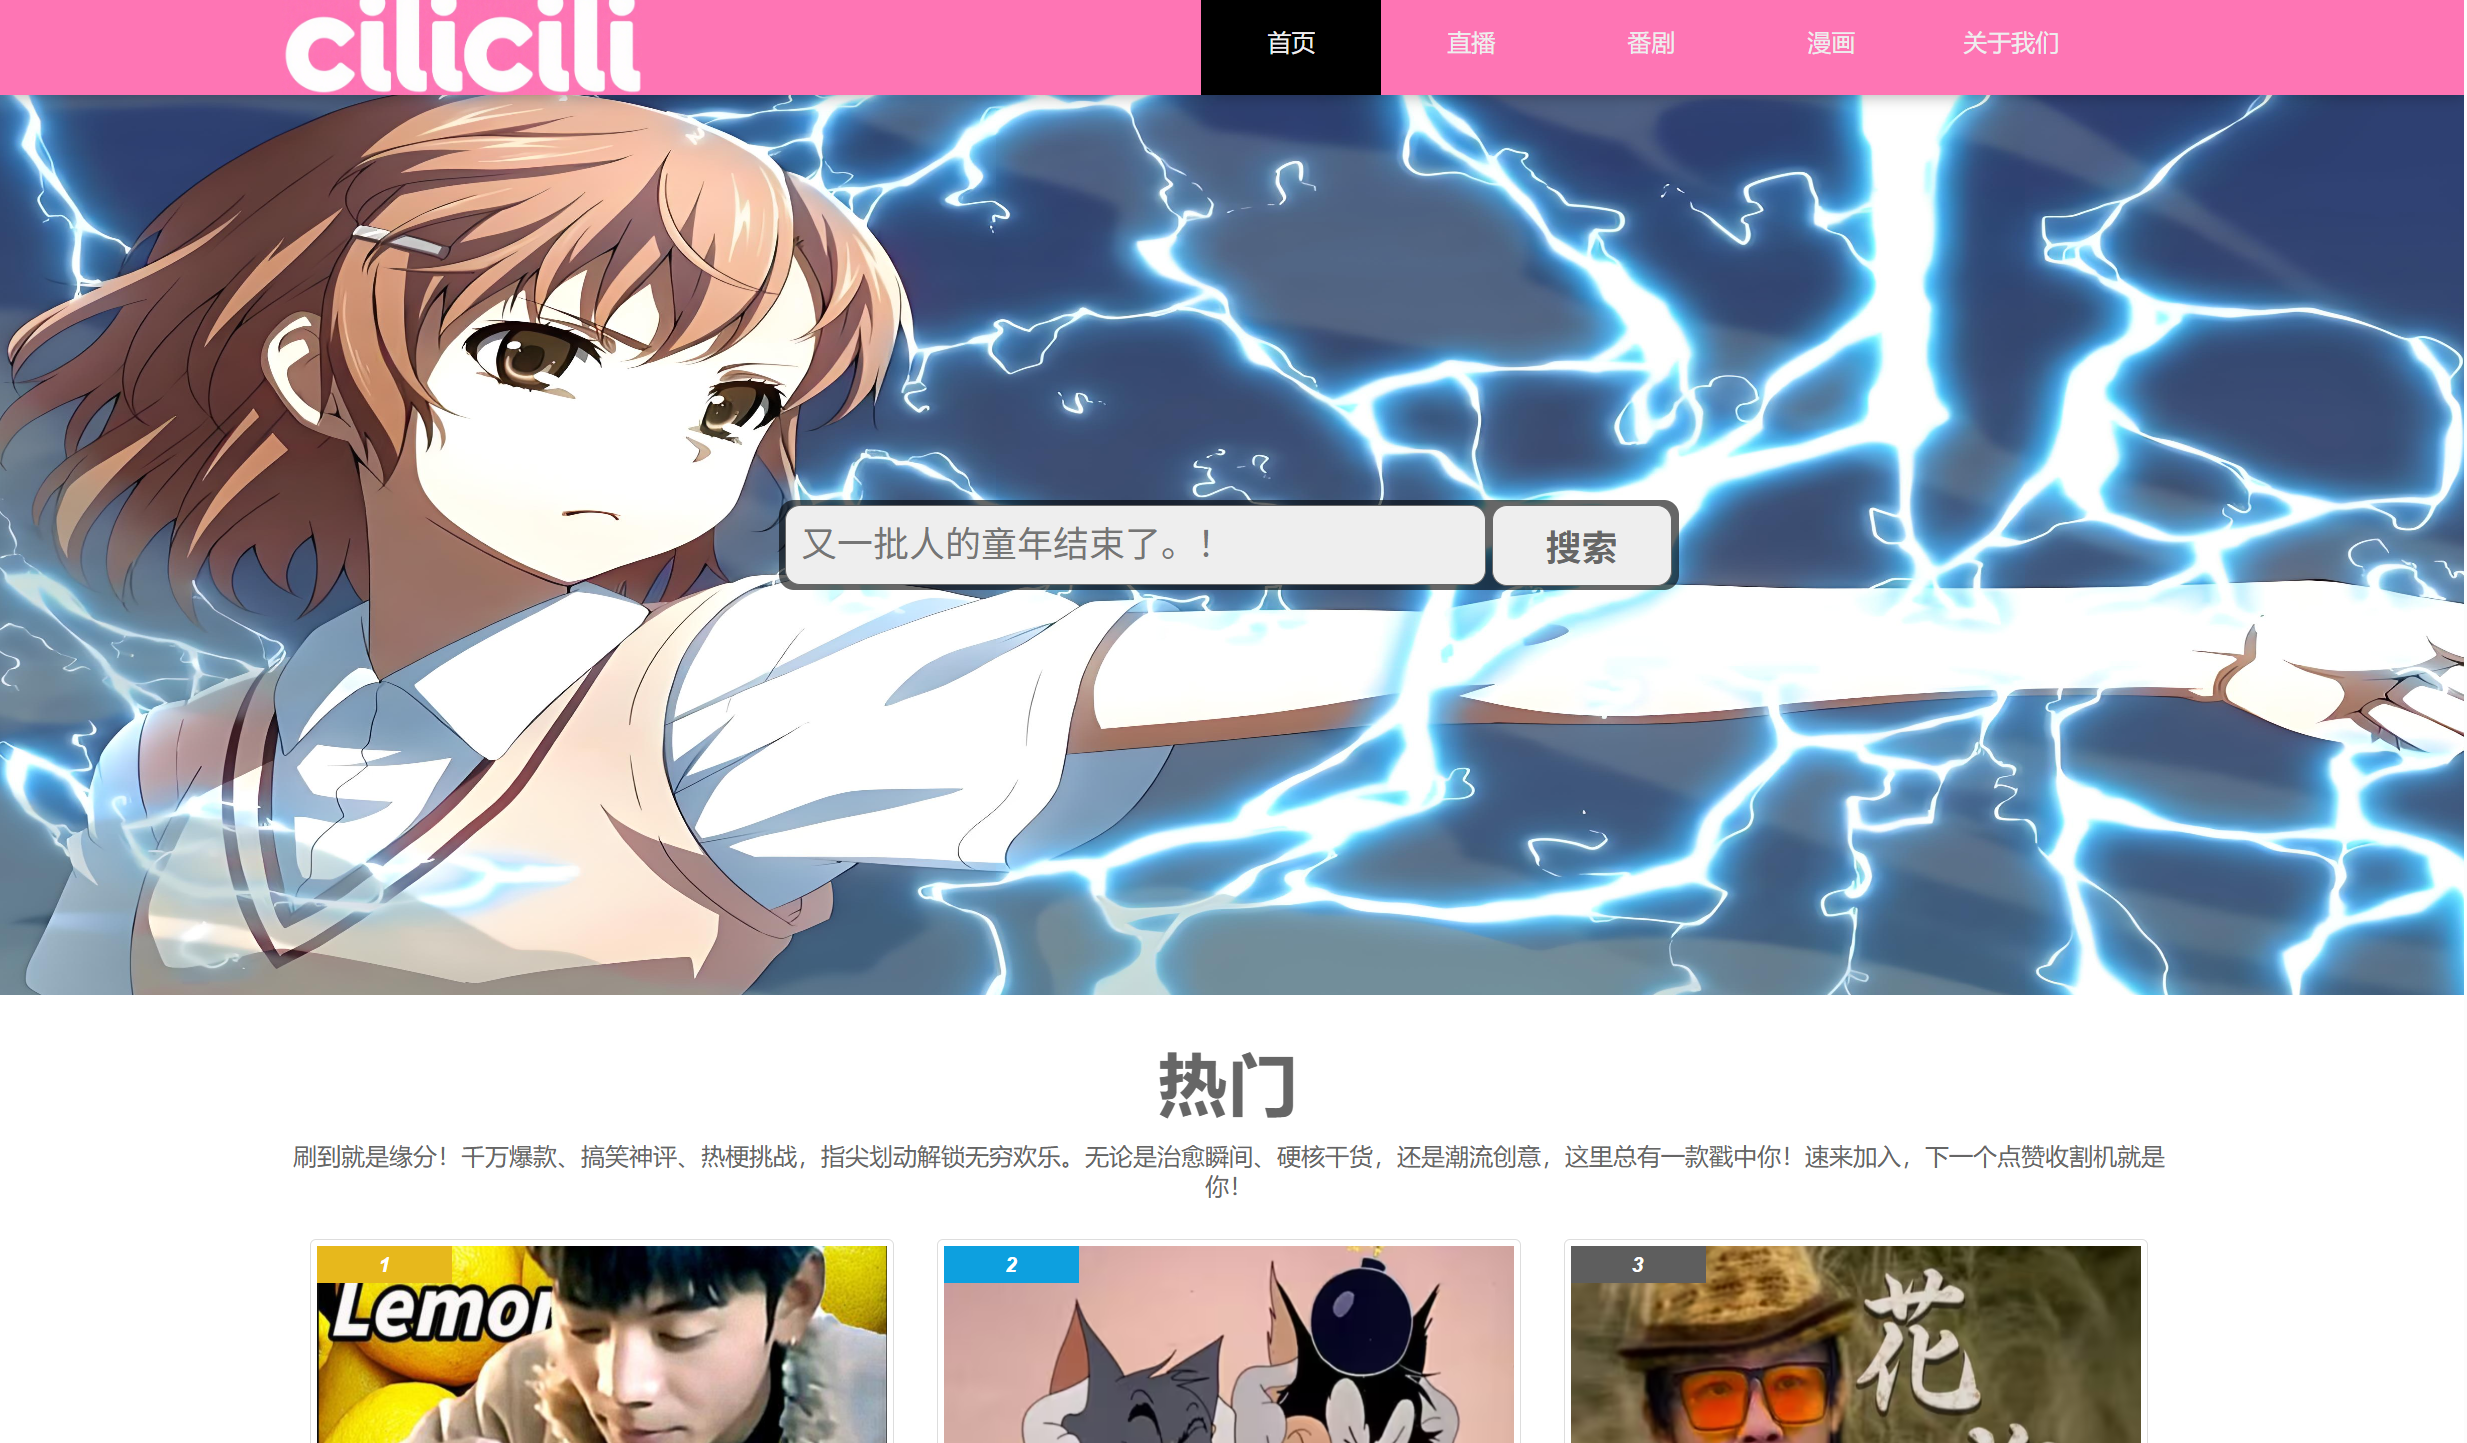 cilicili
首页 直播 番剧 漫画 关于我们
又一批人的童年结束了。！ 搜索
热门
刷到就是缘分！千万爆款、搞笑神评、热梗挑战，指尖划动解锁无穷欢乐。无论是治愈瞬间、硬核干货，还是潮流创意，这里总有一款戳中你！速来加入，下一个点赞收割机就是
你！
1 2 3
Lemon
花